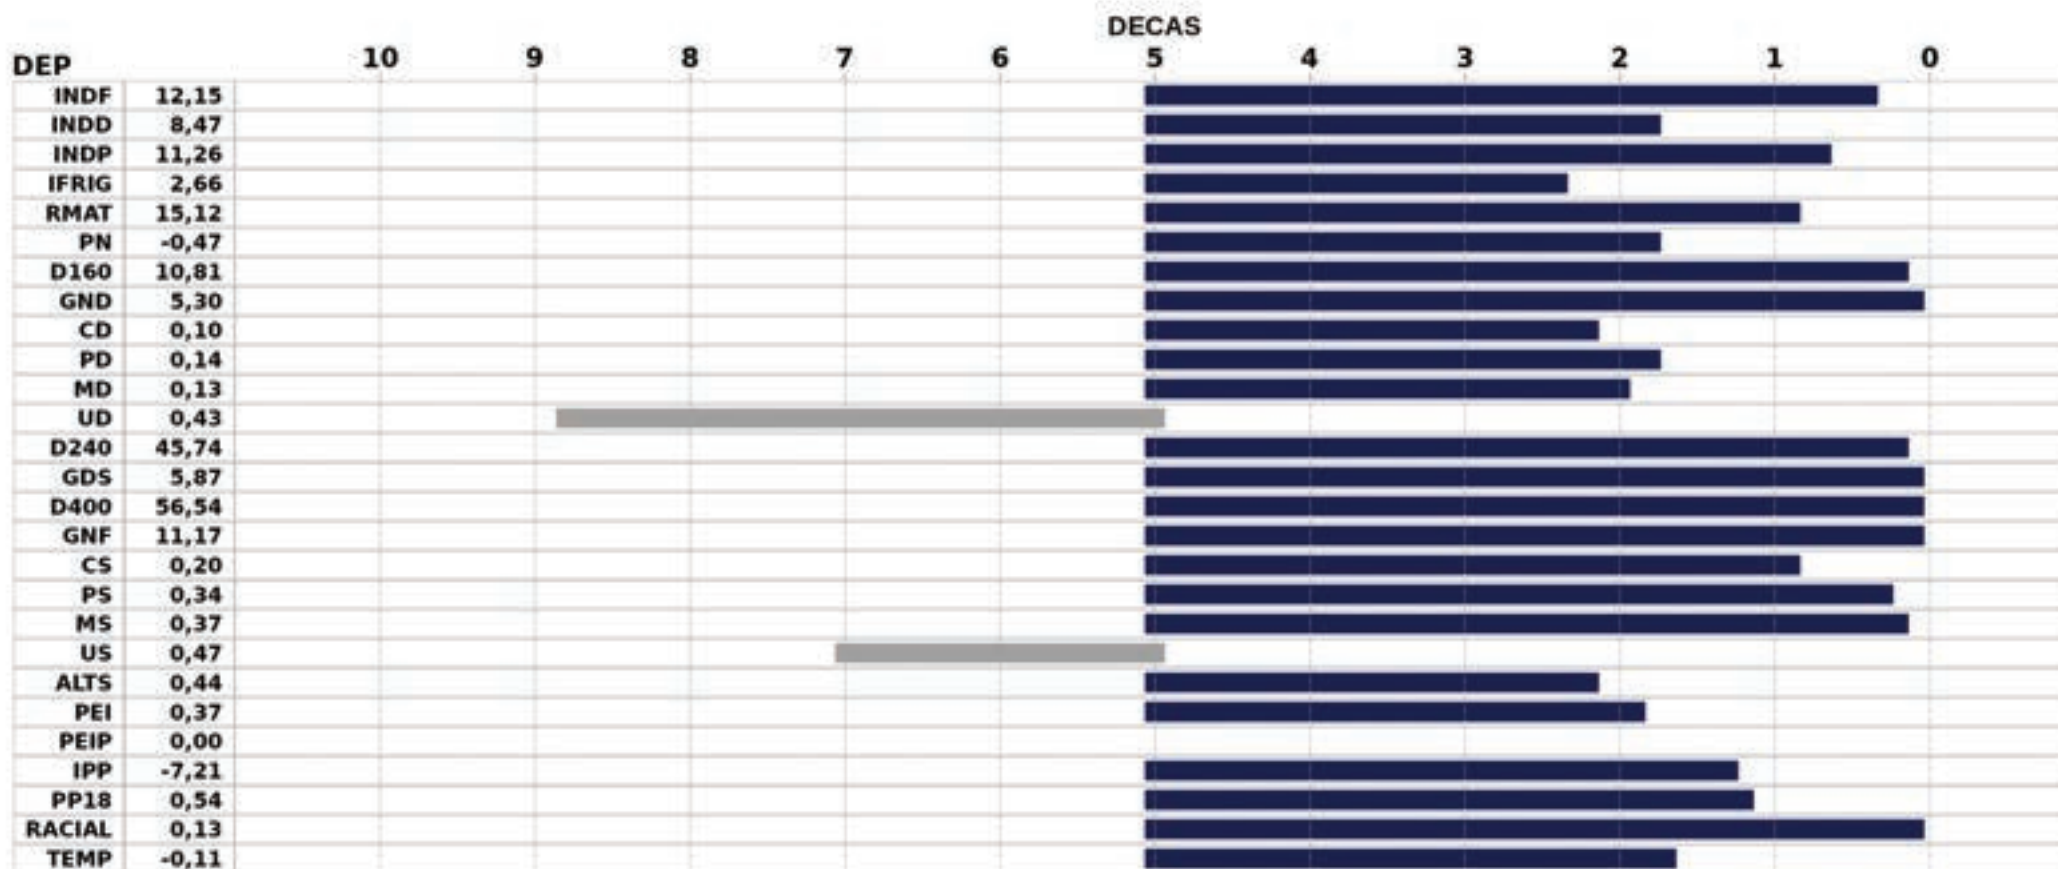 DECAS
DEP 10 9 8 7 6 5 4 3 2 1 0
INDF 12,15
INDD 8,47
INDP 11,26
IFRIG 2,66
RMAT 15,12
PN -0,47
D160 10,81
GND 5,30
CD 0,10
PD 0,14
MD 0,13
UD 0,43
D240 45,74
GDS 5,87
D400 56,54
GNF 11,17
CS 0,20
PS 0,34
MS 0,37
US 0,47
ALTS 0,44
PEI 0,37
PEIP 0,00
IPP -7,21
PP18 0,54
RACIAL 0,13
TEMP -0,11